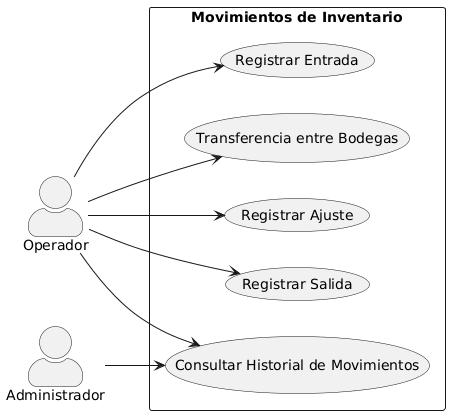 Movimientos de Inventario
Registrar Entrada
Transferencia entre Bodegas
Registrar Ajuste
Operador
Registrar Salida
Consultar Historial de Movimientos
Administrador